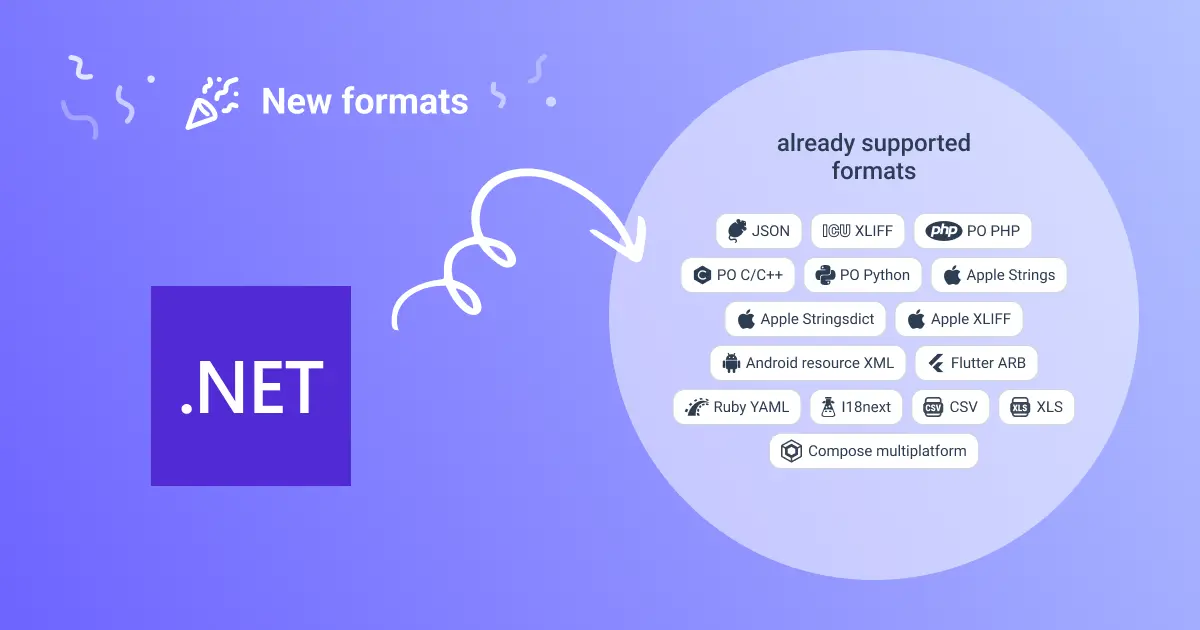 New formats
.NET
already supported
formats
JSON
ICU XLIFF
php PO PHP
C PO C/C++
PO Python
Apple Strings
Apple Stringsdict
Apple XLIFF
Android resource XML
Flutter ARB
Ruby YAML
I18next
CSV CSV
XLS XLS
Compose multiplatform